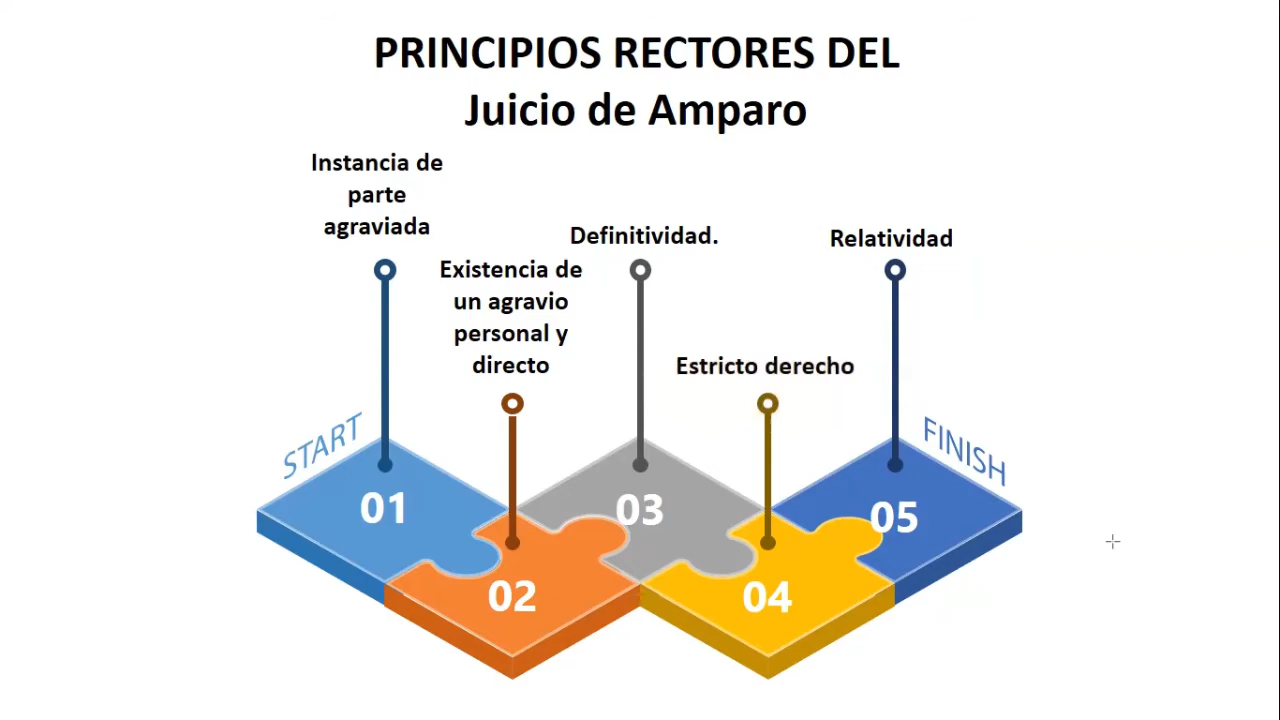 PRINCIPIOS RECTORES DEL
Juicio de Amparo
Instancia de
parte
agraviada
Existencia de
un agravio
personal y
directo
Definitividad.
Estricto derecho
Relatividad
START
FINISH
01
02
03
04
05